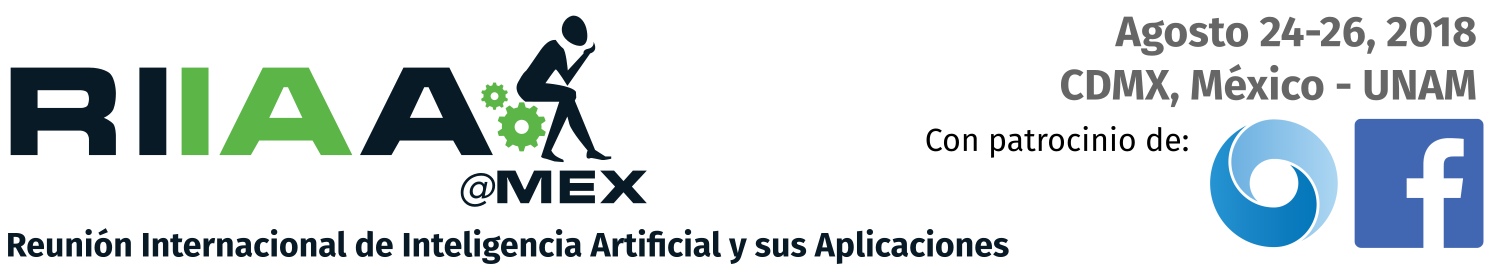 RIIAA
@MEX
Reunión Internacional de Inteligencia Artificial y sus Aplicaciones
Agosto 24-26, 2018
CDMX, México - UNAM
Con patrocinio de:
f